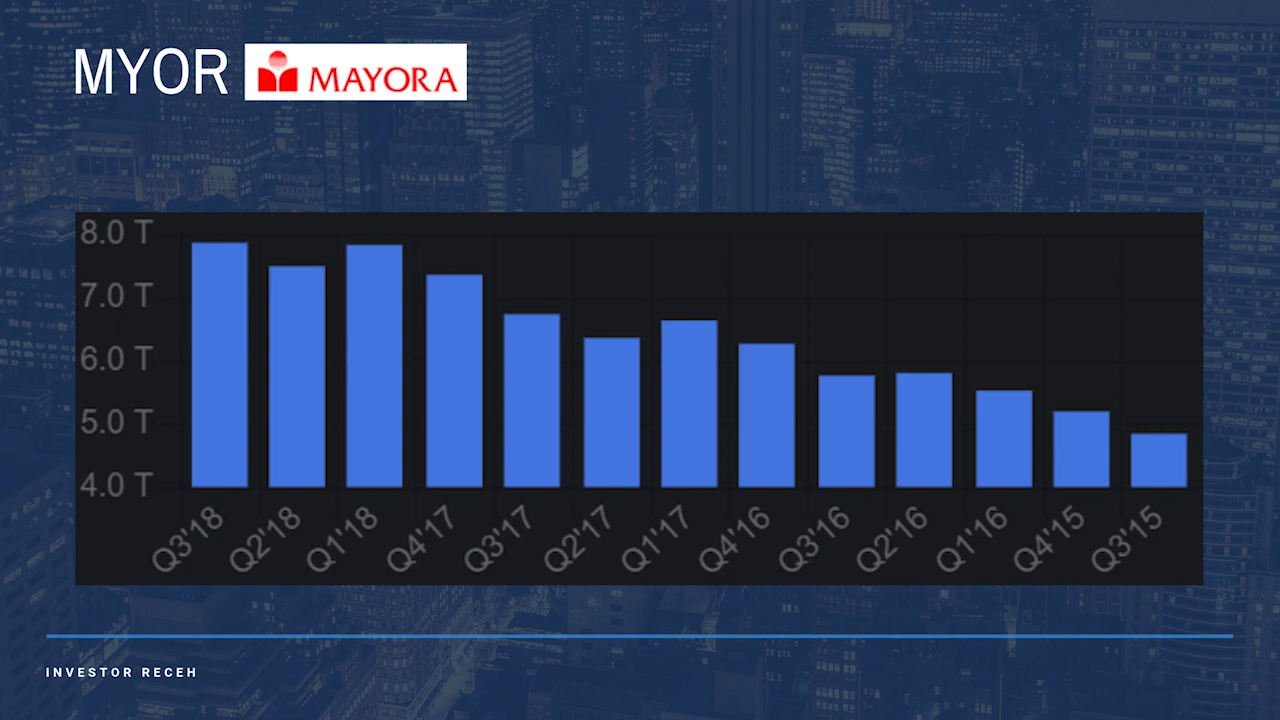 MYOR MAYORA
8.0 T
7.0 T
6.0 T
5.0 T
4.0 T
Q3'18 Q2'18 Q1'18 Q4'17 Q3'17 Q2'17 Q1'17 Q4'16 Q3'16 Q2'16 Q1'16 Q4'15 Q3'15
INVESTOR RECEH